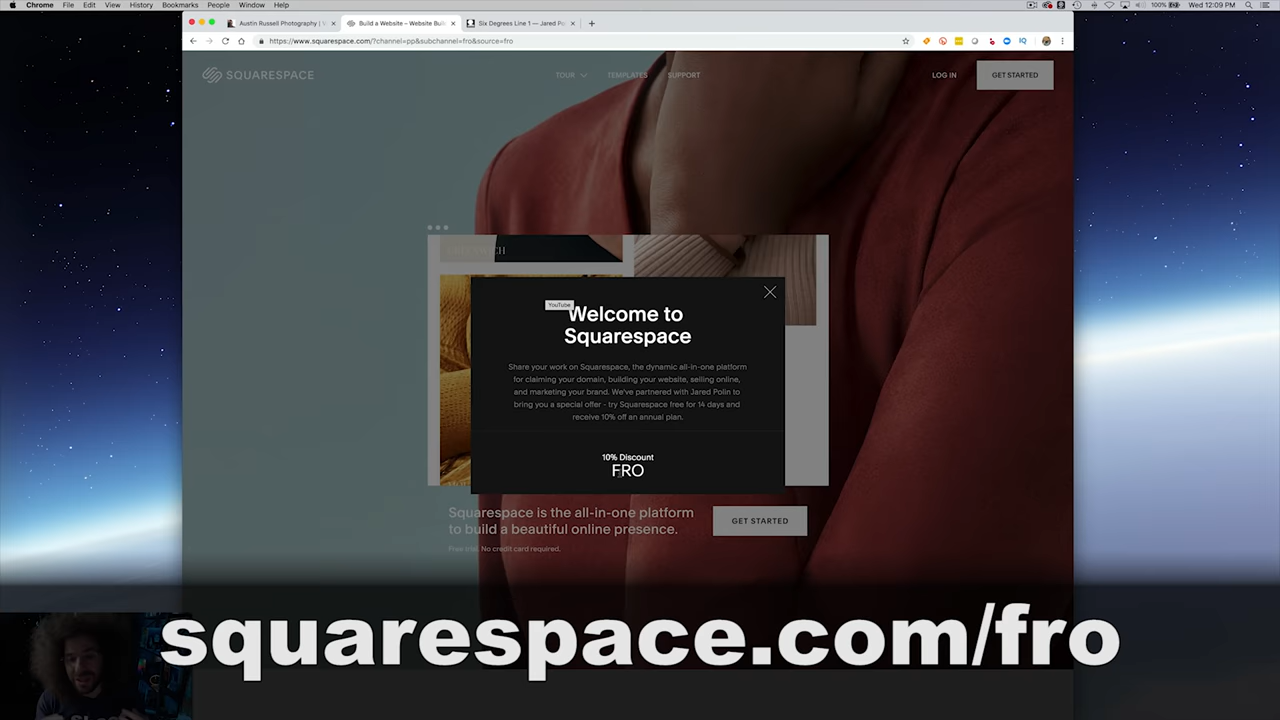 Chrome File Edit View History Bookmarks People Window Help
100% Wed 12:09 PM
Austin Russell Photography |
Build a Website – Website Buil
Six Degrees Line 1 — Jared Po
https://www.squarespace.com/?channel=pp&subchannel=fro&source=fro
SQUARESPACE
TOUR TEMPLATES SUPPORT
LOG IN GET STARTED
YouTube
Welcome to
Squarespace
Share your work on Squarespace, the dynamic all-in-one platform
for claiming your domain, building your website, selling online,
and marketing your brand. We've partnered with Jared Polin to
bring you a special offer - try Squarespace free for 14 days and
receive 10% off an annual plan.
10% Discount
FRO
Squarespace is the all-in-one platform
to build a beautiful online presence.
GET STARTED
Free trial. No credit card required.
squarespace.com/fro